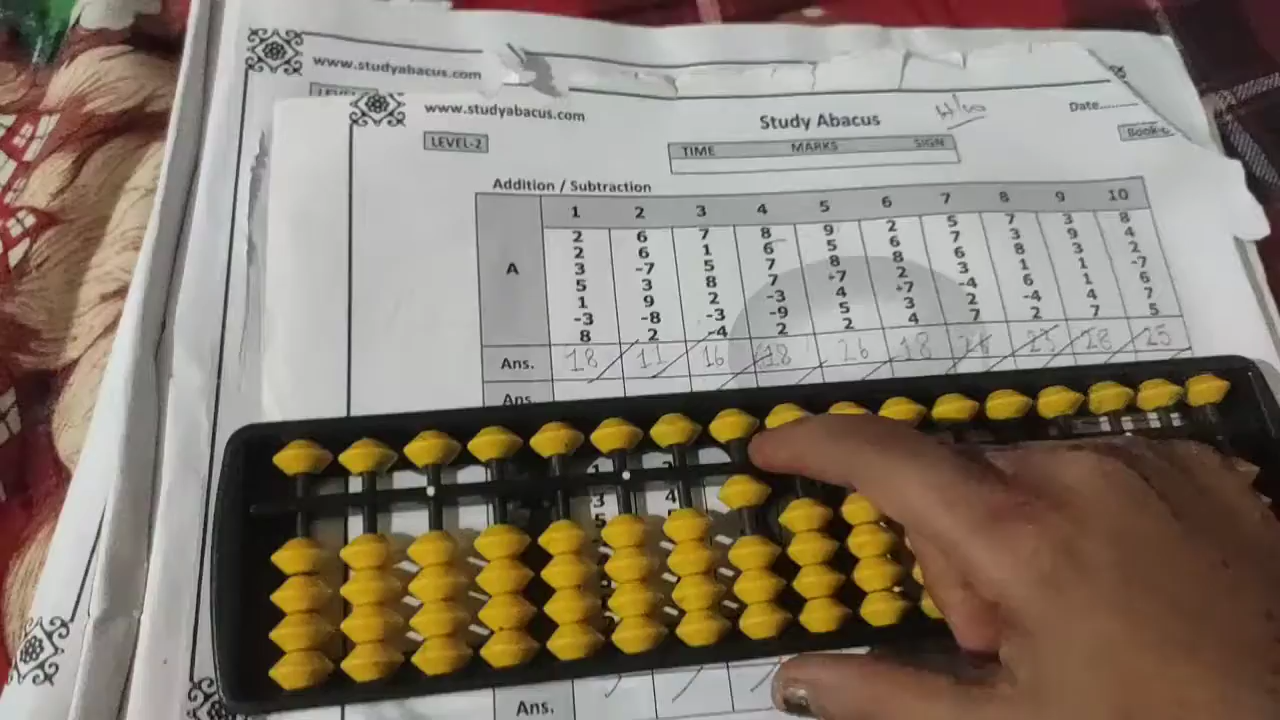 www.studyabacus.com
www.studyabacus.com
Study Abacus
Date.........
LEVEL-2
TIME MARKS SIGN
Addition / Subtraction
1 2 3 4 5 6 7 8 9 10
A
2 6 7 8 9 2 5 7 3 8
2 6 1 6 5 6 7 3 9 4
3 -7 5 7 8 8 6 8 3 2
5 3 8 7 +7 2 3 1 1 -7
1 9 2 -3 4 +7 -4 6 1 6
-3 -8 -3 -9 5 3 2 -4 4 7
8 2 -4 2 2 4 7 2 7 5
Ans. 18 11 16 18 26 18 23 28 25
Ans.
3 4
5
Ans.